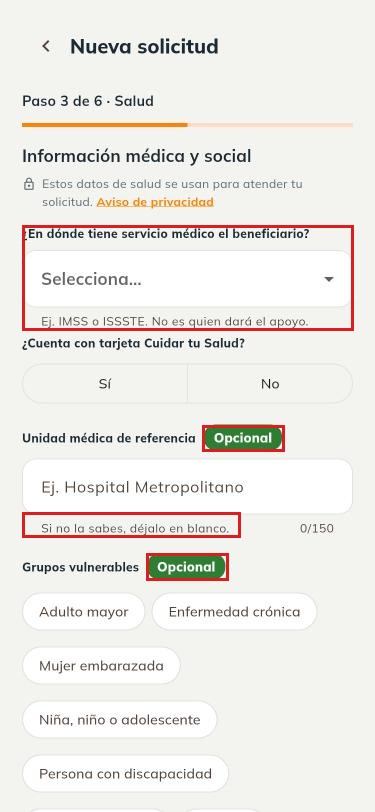 Nueva solicitud
Paso 3 de 6 · Salud
Información médica y social
Estos datos de salud se usan para atender tu
solicitud. Aviso de privacidad
¿En dónde tiene servicio médico el beneficiario?
Selecciona...
Ej. IMSS o ISSSTE. No es quien dará el apoyo.
¿Cuenta con tarjeta Cuidar tu Salud?
Sí No
Unidad médica de referencia Opcional
Ej. Hospital Metropolitano
Si no la sabes, déjalo en blanco. 0/150
Grupos vulnerables Opcional
Adulto mayor Enfermedad crónica
Mujer embarazada
Niña, niño o adolescente
Persona con discapacidad